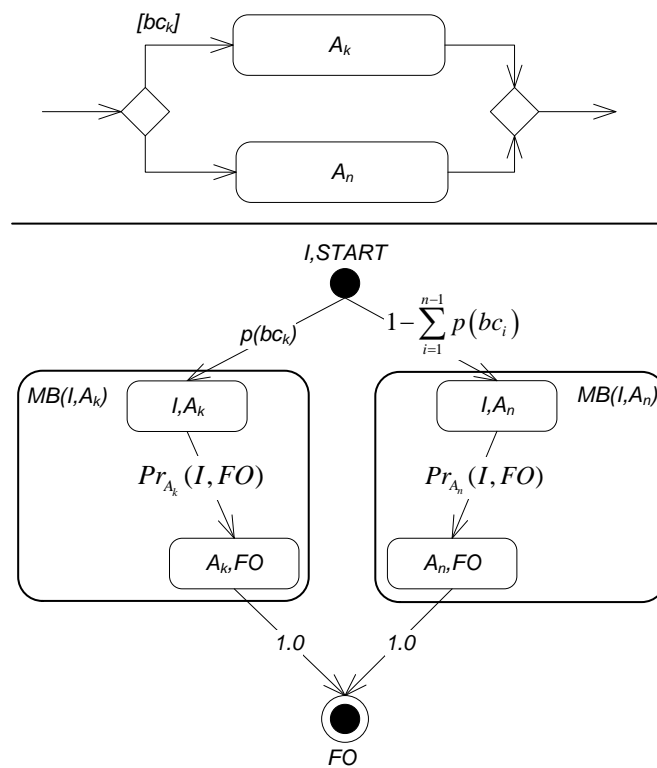 [bc_k]
A_k
A_n
I,START
p(bc_k)
1-\sum_{i=1}^{n-1} p(bc_i)
MB(I,A_k)
I,A_k
I,A_n
MB(I,A_n)
Pr_{A_k}(I,FO)
Pr_{A_n}(I,FO)
A_k,FO
A_n,FO
1.0
1.0
FO